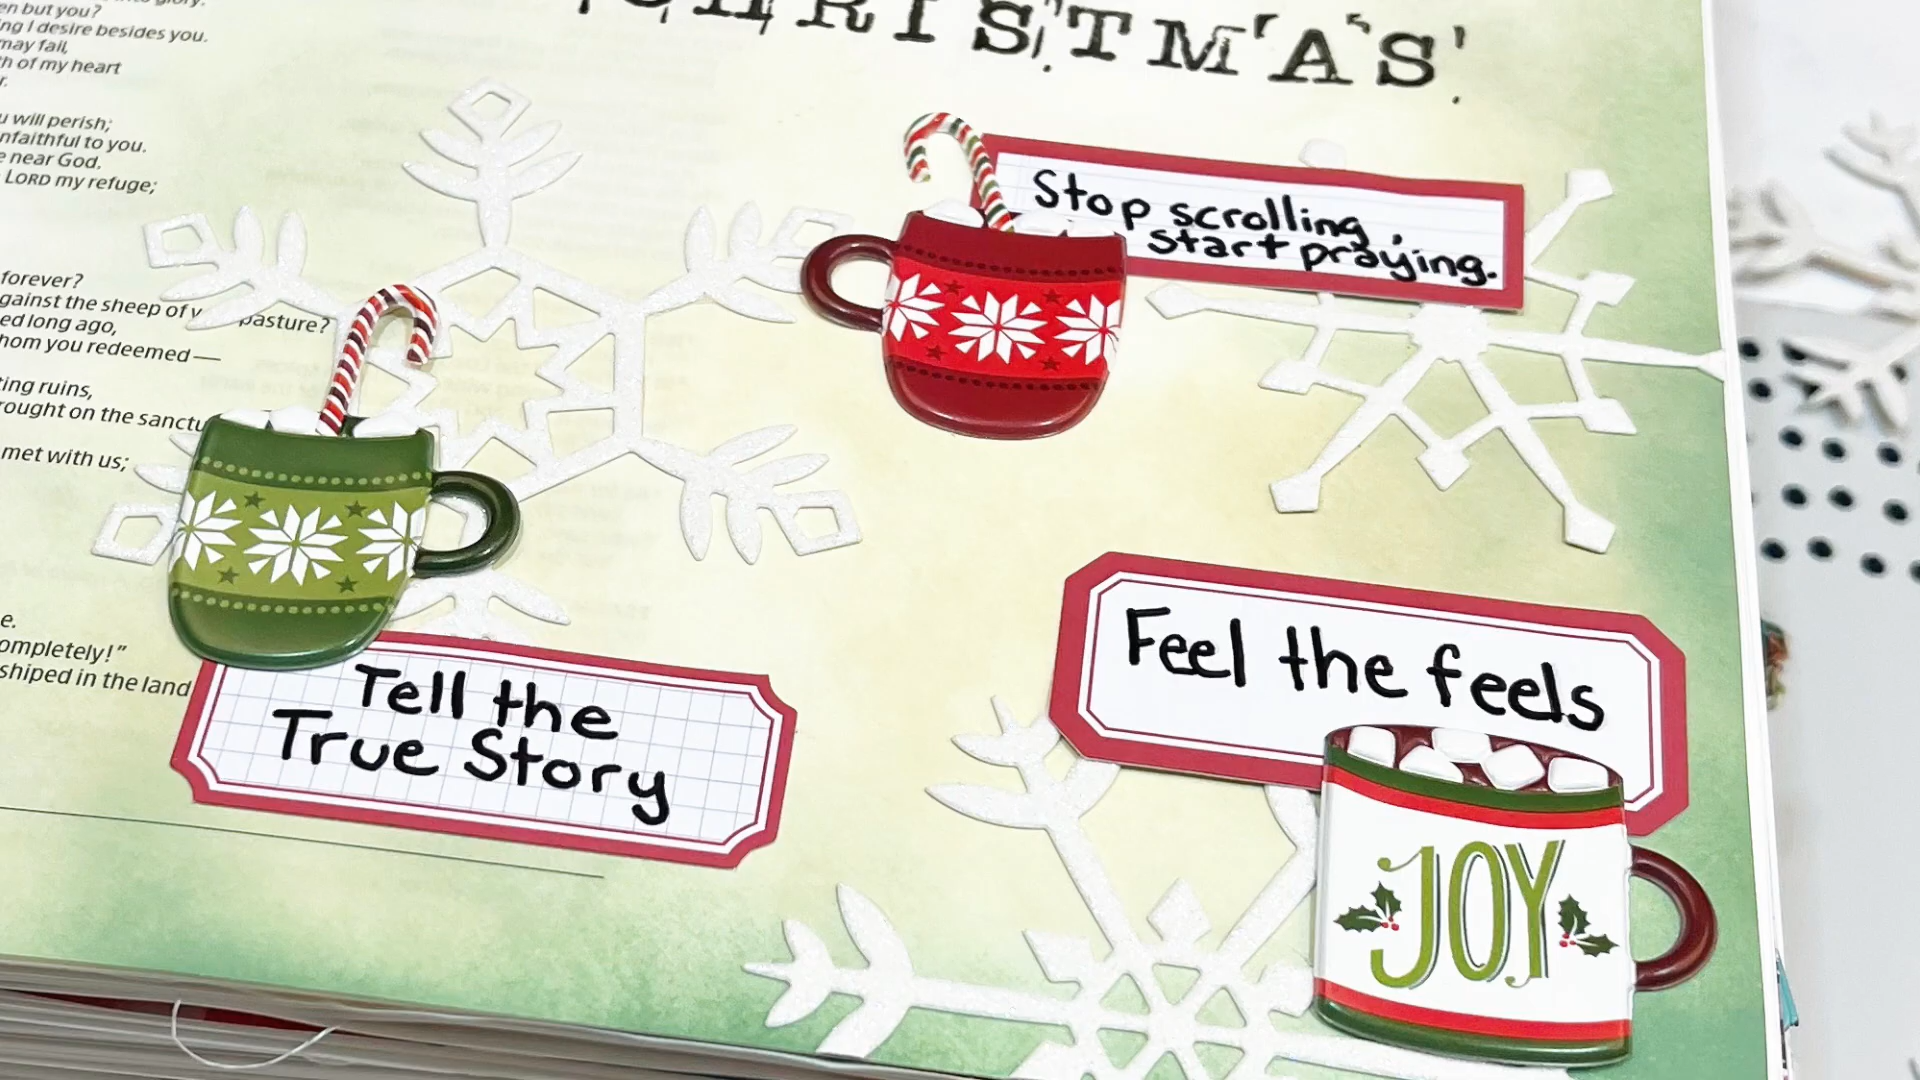 CHRISTMAS
en but you?
ng I desire besides you.
may fail,
h of my heart
r.
u will perish;
nfaithful to you.
e near God.
LORD my refuge;
forever?
gainst the sheep of y pasture?
ed long ago,
hom you redeemed—
ting ruins,
rought on the sanctu
met with us;
e.
ompletely!"
shiped in the land
Stop scrolling,
start praying.
Tell the
True Story
Feel the feels
JOY